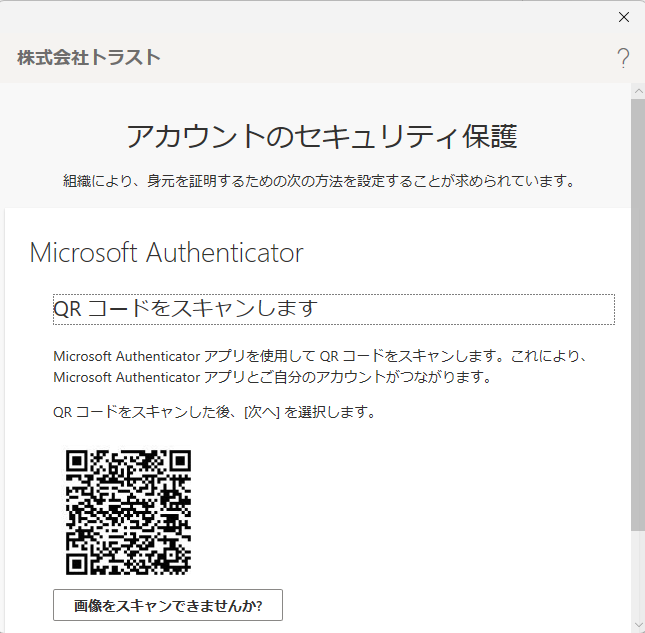 株式会社トラスト
?
アカウントのセキュリティ保護
組織により、身元を証明するための次の方法を設定することが求められています。
Microsoft Authenticator
QR コードをスキャンします
Microsoft Authenticator アプリを使用して QR コードをスキャンします。これにより、
Microsoft Authenticator アプリとご自分のアカウントがつながります。
QR コードをスキャンした後、[次へ] を選択します。
画像をスキャンできませんか?